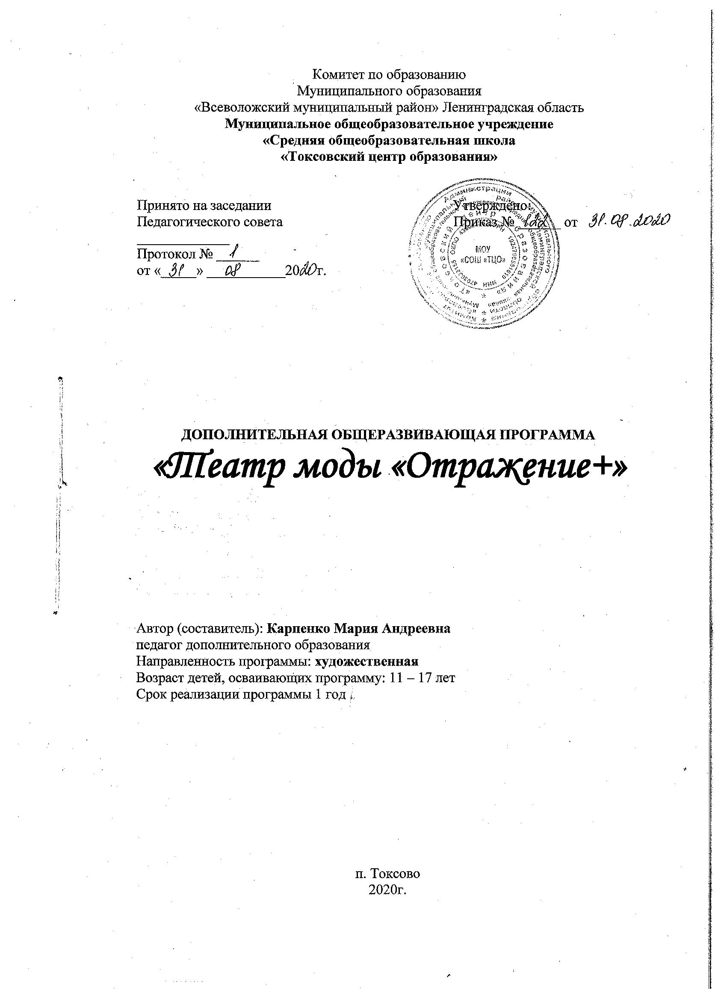 Комитет по образованию
Муниципального образования
«Всеволожский муниципальный район» Ленинградская область
Муниципальное общеобразовательное учреждение
«Средняя общеобразовательная школа
«Токсовский центр образования»
Принято на заседании
Педагогического совета
Протокол № 1
от « 31 » 08 2020г.
Утверждено:
Приказ № 122 от 31.08.2020
МОУ
«СОШ «ТЦО»
ДОПОЛНИТЕЛЬНАЯ ОБЩЕРАЗВИВАЮЩАЯ ПРОГРАММА
«Театр моды «Отражение+»
Автор (составитель): Карпенко Мария Андреевна
педагог дополнительного образования
Направленность программы: художественная
Возраст детей, осваивающих программу: 11 – 17 лет
Срок реализации программы 1 год
п. Токсово
2020г.